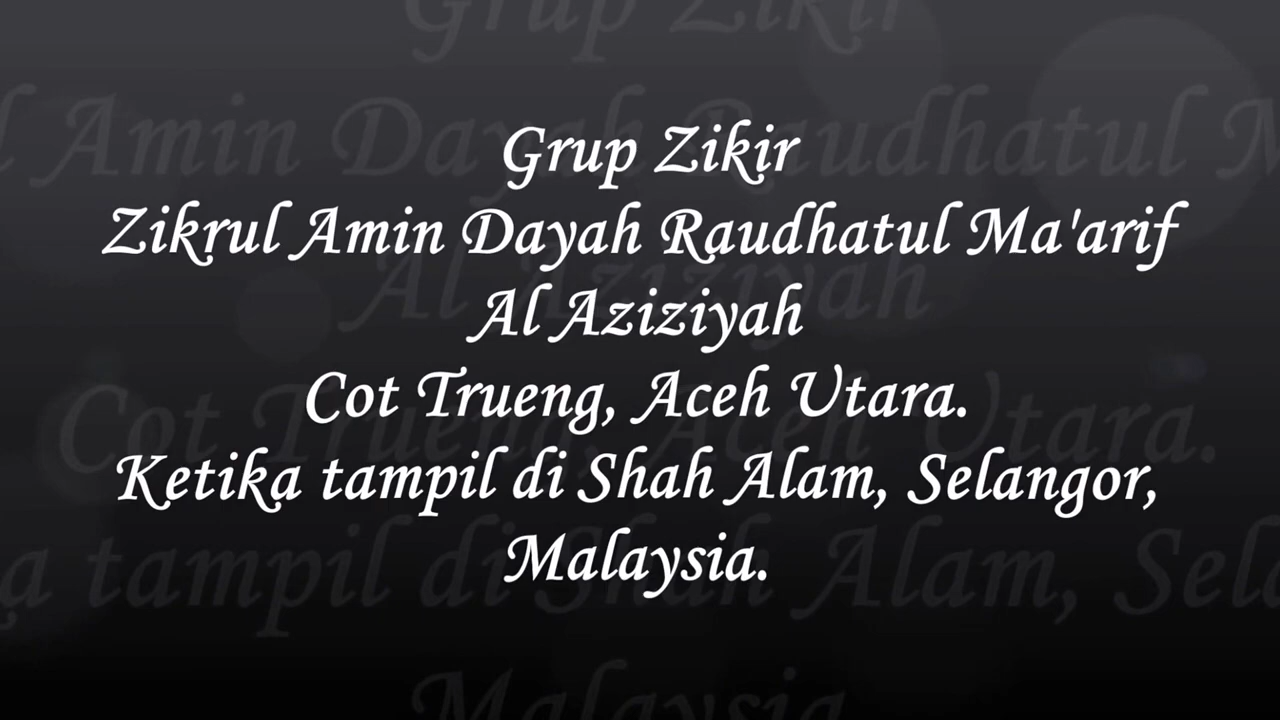 Grup Zikir
Zikrul Amin Dayah Raudhatul Ma'arif
Al Aziziyah
Cot Trueng, Aceh Utara.
Ketika tampil di Shah Alam, Selangor,
Malaysia.